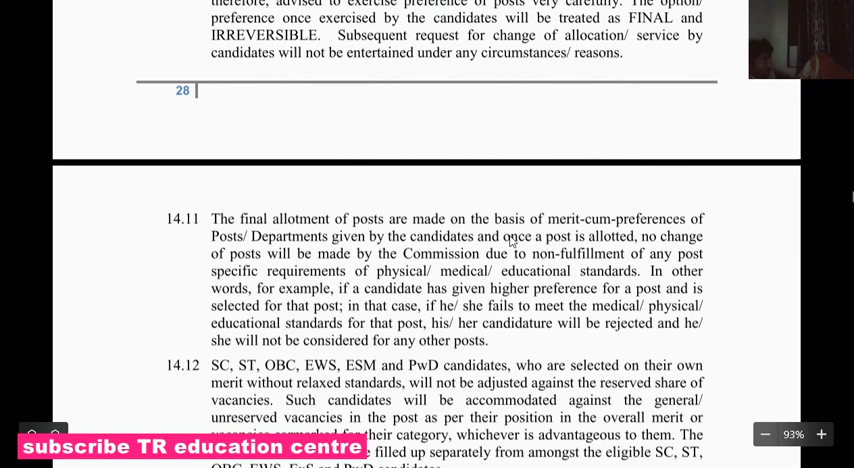 therefore, advised to exercise preference of posts very carefully. The option/
preference once exercised by the candidates will be treated as FINAL and
IRREVERSIBLE. Subsequent request for change of allocation/ service by
candidates will not be entertained under any circumstances/ reasons.
28
14.11 The final allotment of posts are made on the basis of merit-cum-preferences of
Posts/ Departments given by the candidates and once a post is allotted, no change
of posts will be made by the Commission due to non-fulfillment of any post
specific requirements of physical/ medical/ educational standards. In other
words, for example, if a candidate has given higher preference for a post and is
selected for that post; in that case, if he/ she fails to meet the medical/ physical/
educational standards for that post, his/ her candidature will be rejected and he/
she will not be considered for any other posts.
14.12 SC, ST, OBC, EWS, ESM and PwD candidates, who are selected on their own
merit without relaxed standards, will not be adjusted against the reserved share of
vacancies. Such candidates will be accommodated against the general/
unreserved vacancies in the post as per their position in the overall merit or
their category, whichever is advantageous to them. The
filled up separately from amongst the eligible SC, ST,
93%
subscribe TR education centre